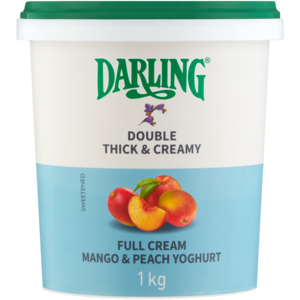 DARLING®
DOUBLE
THICK & CREAMY
SWEETENED
FULL CREAM
MANGO & PEACH YOGHURT
1 kg